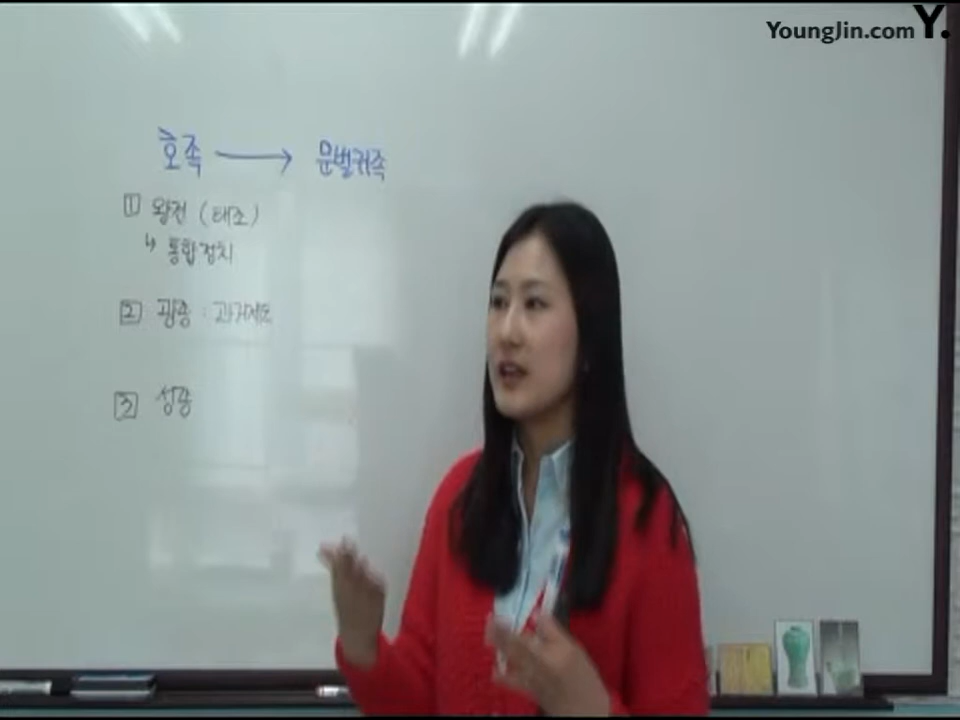 YoungJin.com Y.
호족 → 문벌귀족
1 왕건 (태조)
↳ 통합정치
2 광종 : 과거제도
3 성종